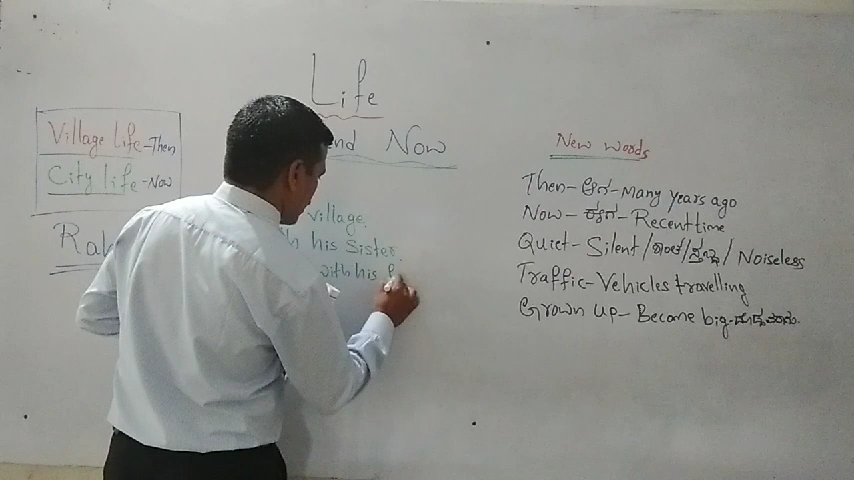 Life
and Now
Village Life-Then
City life-Now
Village.
his Sister.
with his
New words
Then-ಆಗ-Many years ago
Now-ಈಗ-Recent time
Quiet-Silent/ಶಾಂತ/ / Noiseless
Traffic-Vehicles travelling
Grown up-Become big-